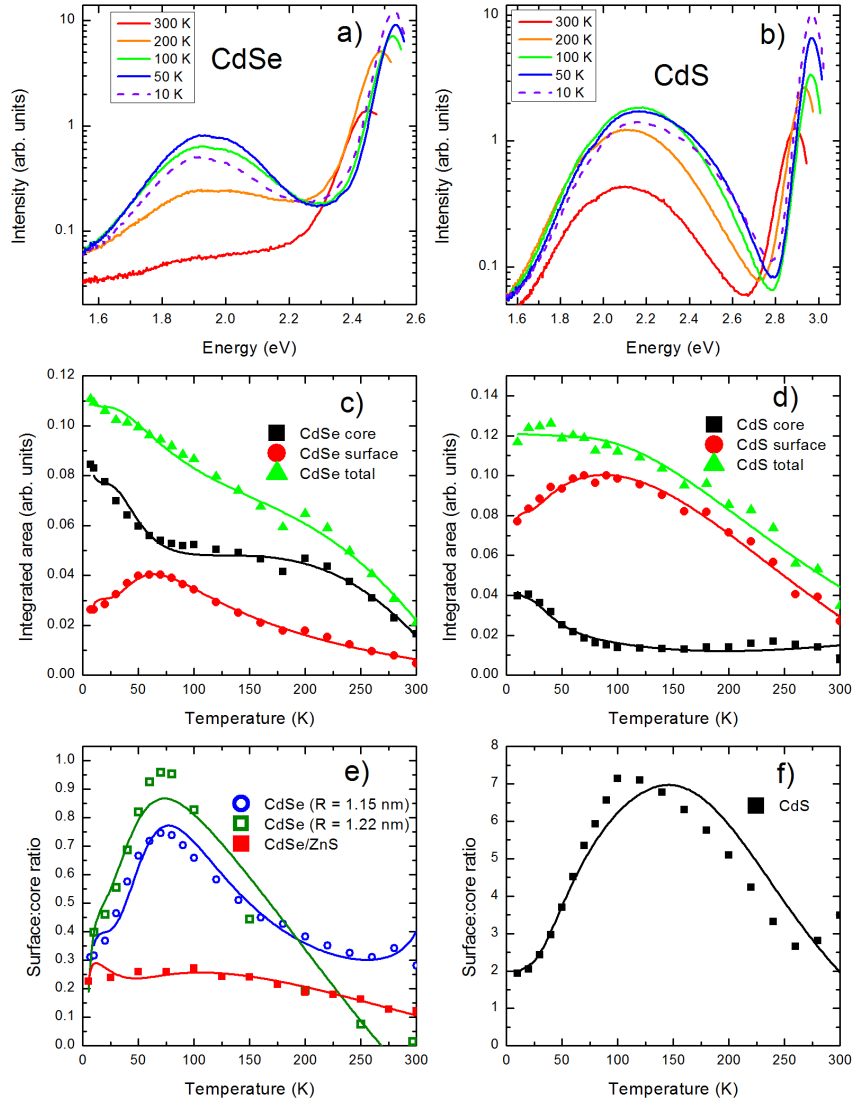 a)
CdSe
300 K
200 K
100 K
50 K
10 K
10
1
0.1
Intensity (arb. units)
1.6 1.8 2.0 2.2 2.4 2.6
Energy (eV)
b)
CdS
300 K
200 K
100 K
50 K
10 K
10
1
0.1
Intensity (arb. units)
1.6 1.8 2.0 2.2 2.4 2.6 2.8 3.0
Energy (eV)
c)
CdSe core
CdSe surface
CdSe total
0.12
0.10
0.08
0.06
0.04
0.02
0.00
Integrated area (arb. units)
0 50 100 150 200 250 300
Temperature (K)
d)
CdS core
CdS surface
CdS total
0.14
0.12
0.10
0.08
0.06
0.04
0.02
0.00
Integrated area (arb. units)
0 50 100 150 200 250 300
Temperature (K)
e)
CdSe (R = 1.15 nm)
CdSe (R = 1.22 nm)
CdSe/ZnS
1.0
0.9
0.8
0.7
0.6
0.5
0.4
0.3
0.2
0.1
0.0
Surface:core ratio
0 50 100 150 200 250 300
Temperature (K)
f)
CdS
8
7
6
5
4
3
2
1
0
Surface:core ratio
0 50 100 150 200 250 300
Temperature (K)